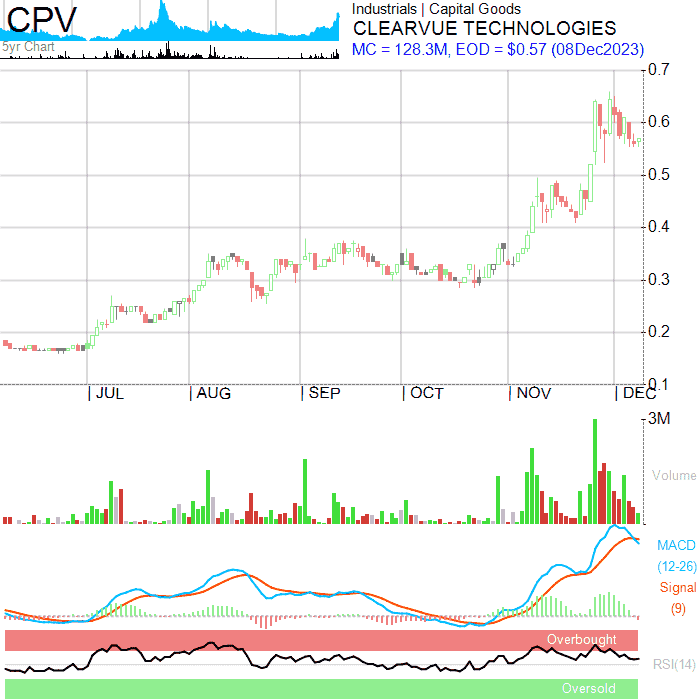 CPV
5yr Chart
Industrials | Capital Goods
CLEARVUE TECHNOLOGIES
MC = 128.3M, EOD = $0.57 (08Dec2023)
0.7
0.6
0.5
0.4
0.3
0.2
0.1
JUL AUG SEP OCT NOV DEC
3M
Volume
MACD
(12-26)
Signal
(9)
Overbought
RSI(14)
Oversold